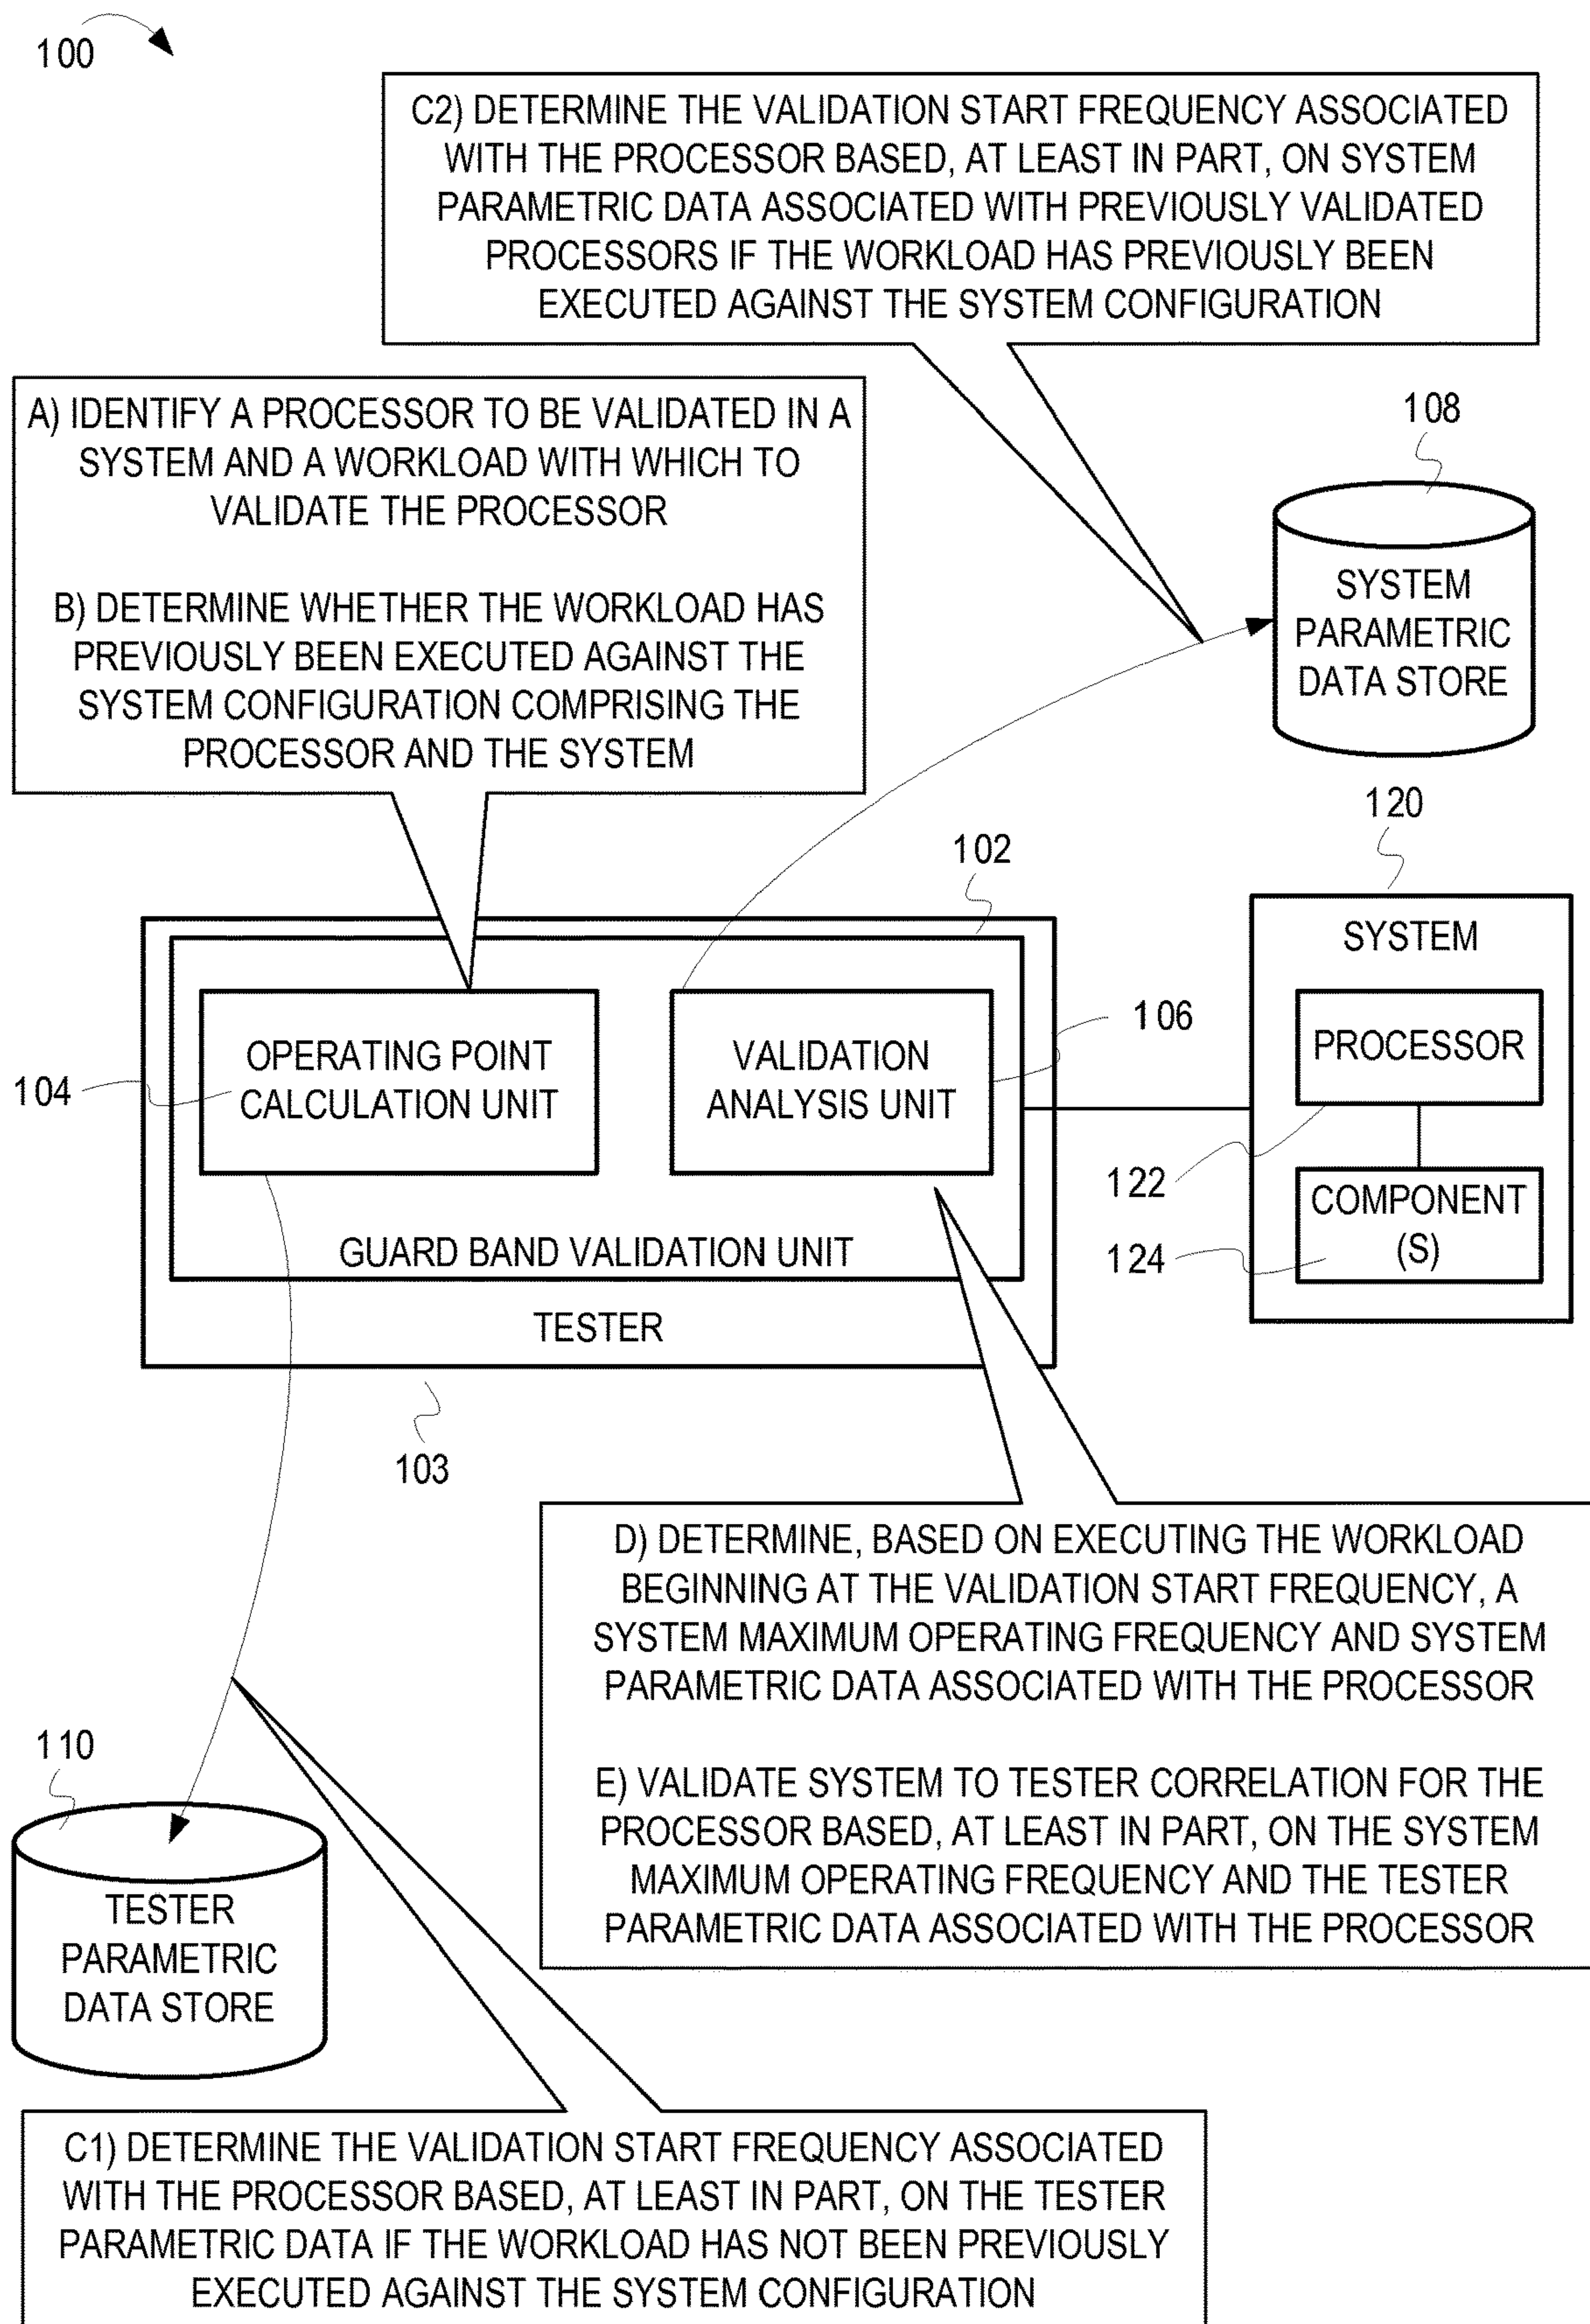 100
C2) DETERMINE THE VALIDATION START FREQUENCY ASSOCIATED
WITH THE PROCESSOR BASED, AT LEAST IN PART, ON SYSTEM
PARAMETRIC DATA ASSOCIATED WITH PREVIOUSLY VALIDATED
PROCESSORS IF THE WORKLOAD HAS PREVIOUSLY BEEN
EXECUTED AGAINST THE SYSTEM CONFIGURATION
A) IDENTIFY A PROCESSOR TO BE VALIDATED IN A
SYSTEM AND A WORKLOAD WITH WHICH TO
VALIDATE THE PROCESSOR
B) DETERMINE WHETHER THE WORKLOAD HAS
PREVIOUSLY BEEN EXECUTED AGAINST THE
SYSTEM CONFIGURATION COMPRISING THE
PROCESSOR AND THE SYSTEM
108
SYSTEM
PARAMETRIC
DATA STORE
120
102
SYSTEM
PROCESSOR
122
COMPONENT
(S)
124
106
OPERATING POINT
CALCULATION UNIT
104
VALIDATION
ANALYSIS UNIT
GUARD BAND VALIDATION UNIT
TESTER
103
D) DETERMINE, BASED ON EXECUTING THE WORKLOAD
BEGINNING AT THE VALIDATION START FREQUENCY, A
SYSTEM MAXIMUM OPERATING FREQUENCY AND SYSTEM
PARAMETRIC DATA ASSOCIATED WITH THE PROCESSOR
E) VALIDATE SYSTEM TO TESTER CORRELATION FOR THE
PROCESSOR BASED, AT LEAST IN PART, ON THE SYSTEM
MAXIMUM OPERATING FREQUENCY AND THE TESTER
PARAMETRIC DATA ASSOCIATED WITH THE PROCESSOR
110
TESTER
PARAMETRIC
DATA STORE
C1) DETERMINE THE VALIDATION START FREQUENCY ASSOCIATED
WITH THE PROCESSOR BASED, AT LEAST IN PART, ON THE TESTER
PARAMETRIC DATA IF THE WORKLOAD HAS NOT BEEN PREVIOUSLY
EXECUTED AGAINST THE SYSTEM CONFIGURATION